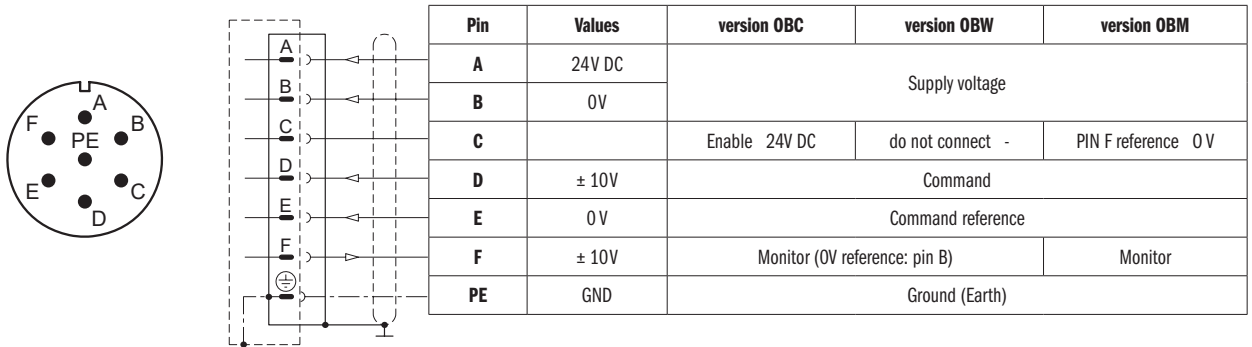 A
F B
PE
E C
D
A
B
C
D
E
F
Pin Values version OBC version OBW version OBM
A 24V DC Supply voltage
B 0V
C Enable 24V DC do not connect - PIN F reference 0 V
D ± 10V Command
E 0 V Command reference
F ± 10V Monitor (0V reference: pin B) Monitor
PE GND Ground (Earth)